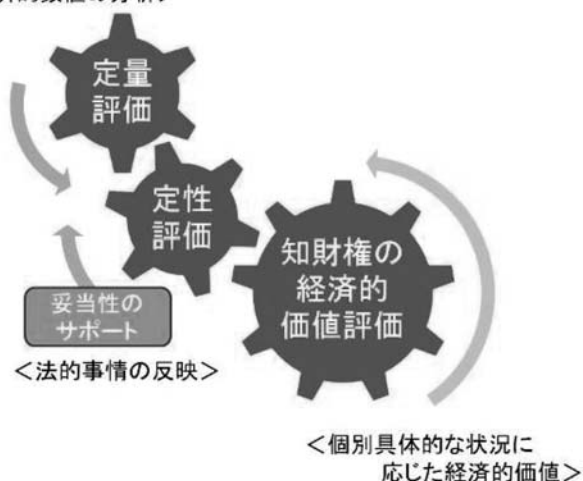 定量
評価
定性
評価
知財権の
経済的
価値評価
妥当性の
サポート
<法的事情の反映>
<個別具体的な状況に
応じた経済的価値>